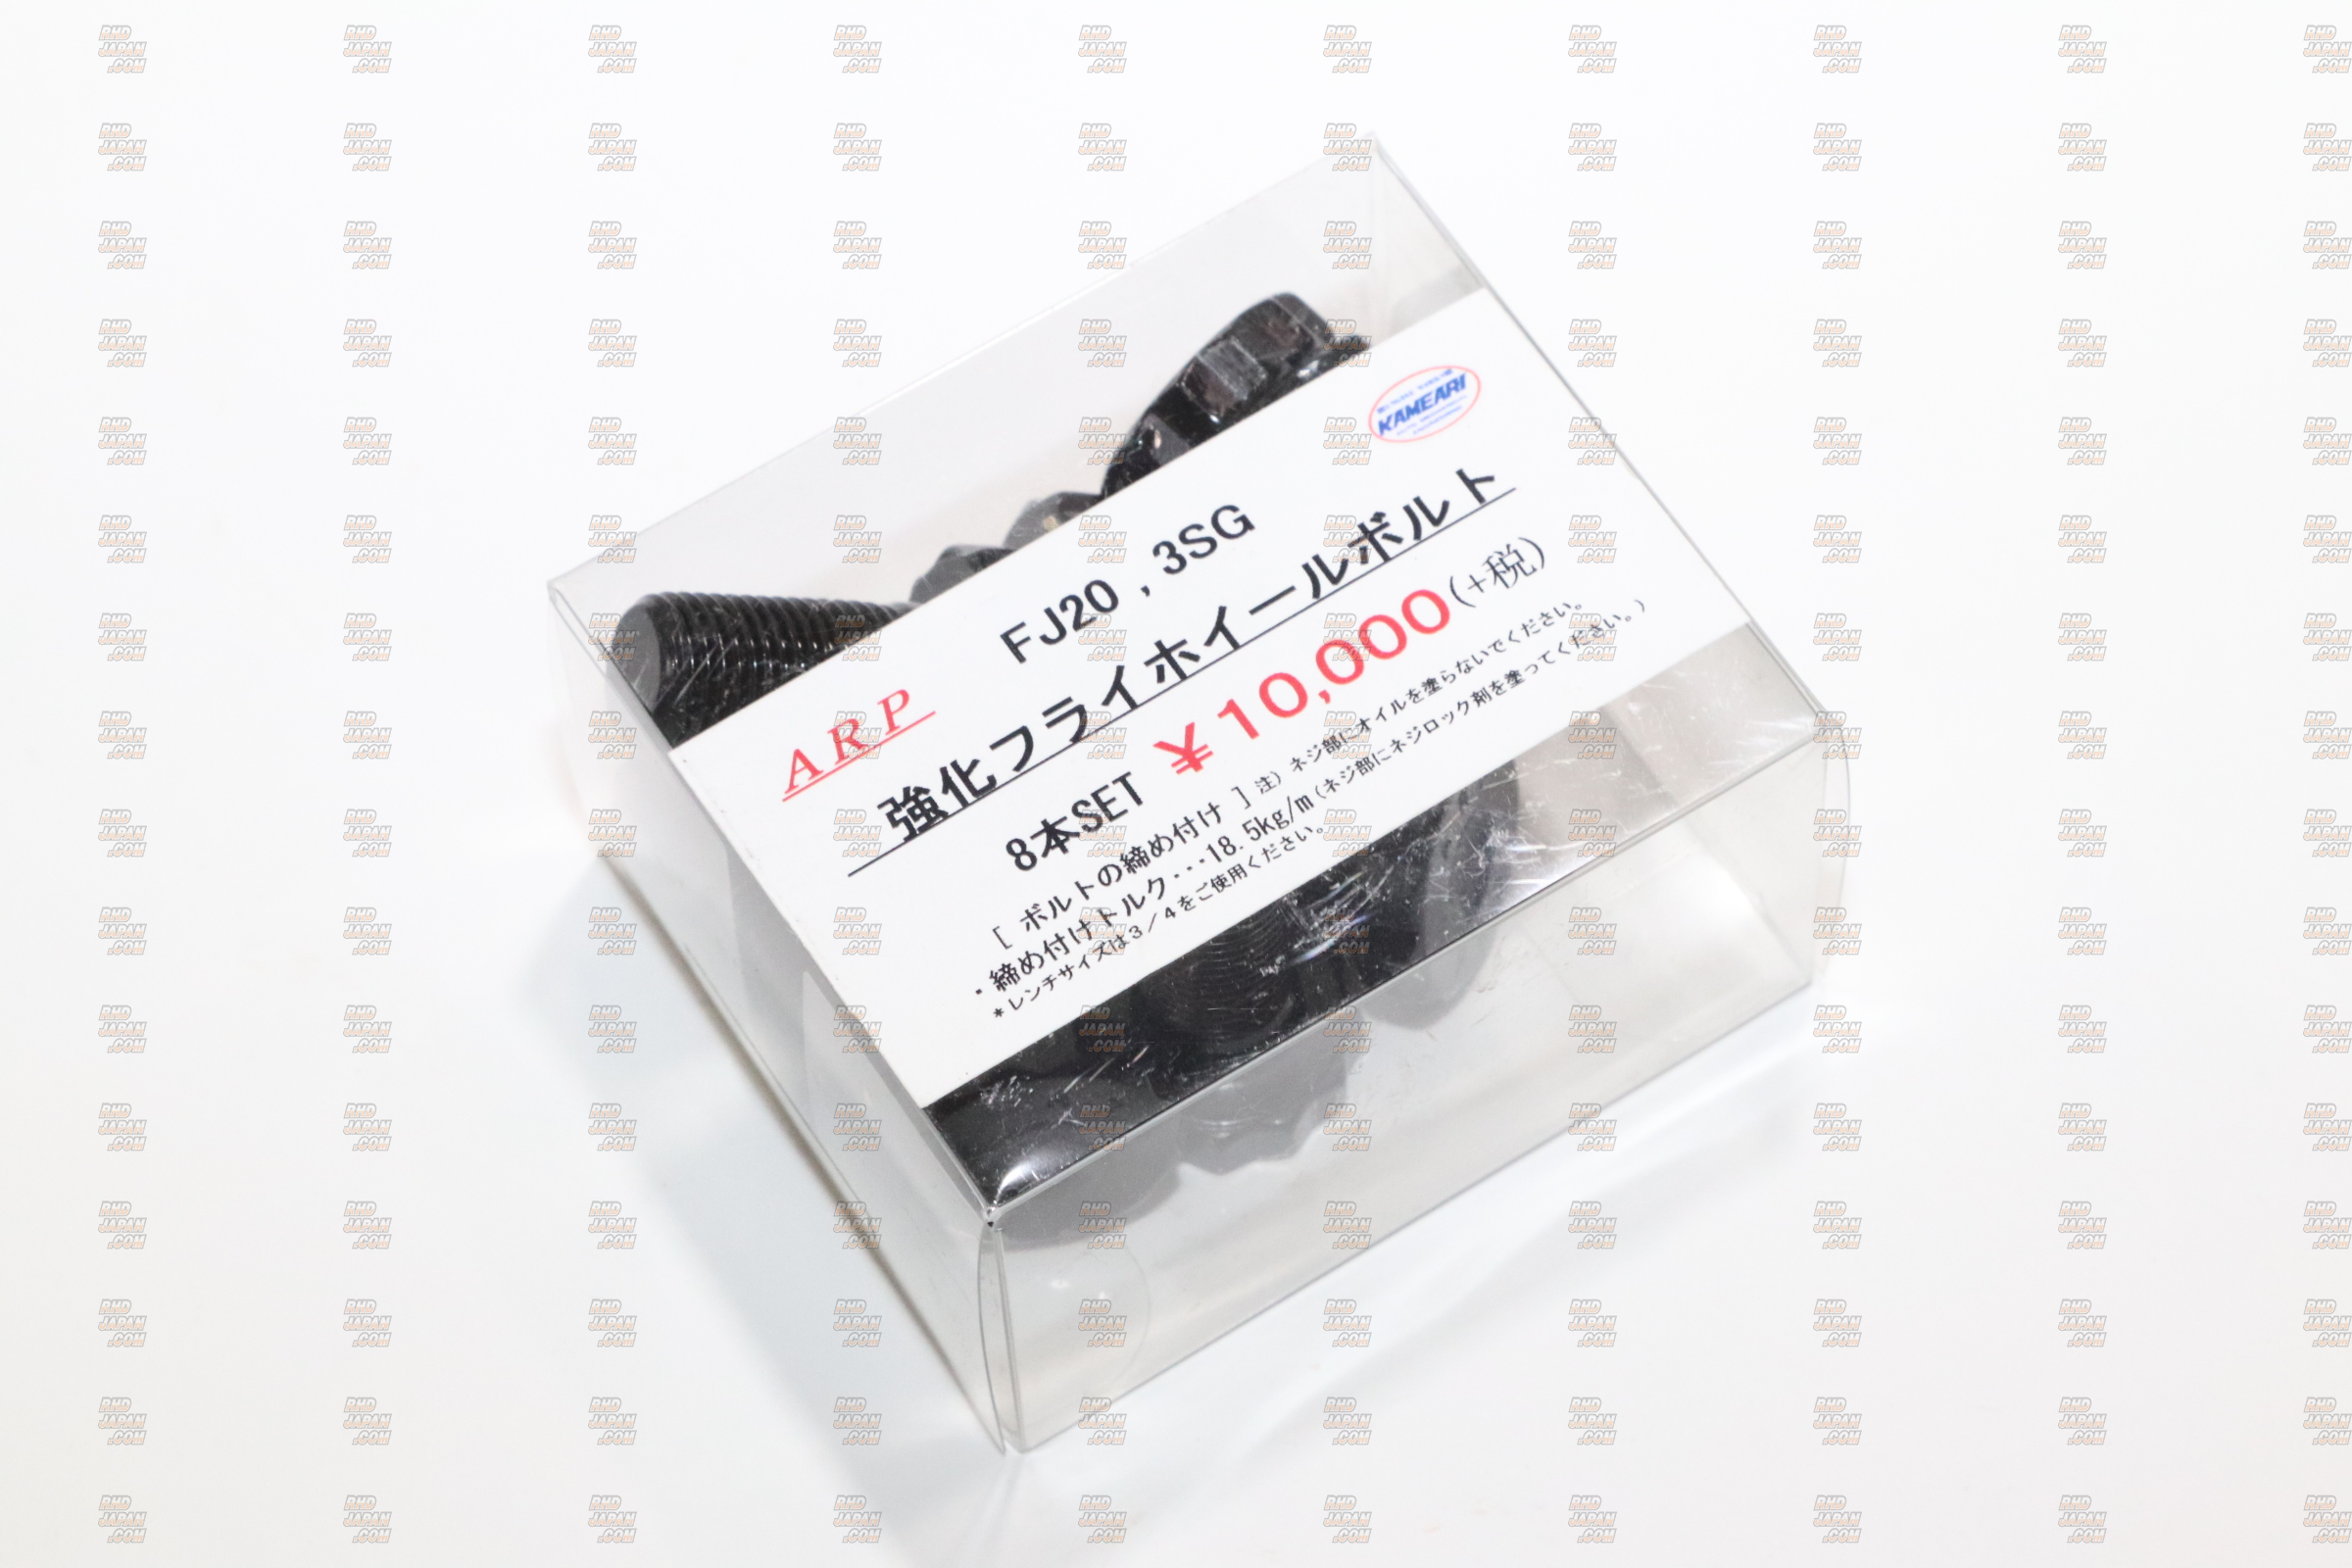 KAMEARI
FJ20 , 3SG
ARP
強化フライホイールボルト
8本SET ¥10,000(+税)
[ ボルトの締め付け ] 注）ネジ部にオイルを塗らないでください。
・締め付けトルク・・・18.5kg/m（ネジ部にネジロック剤を塗ってください。）
＊レンチサイズは3／4をご使用ください。
RHD
JAPAN
.COM